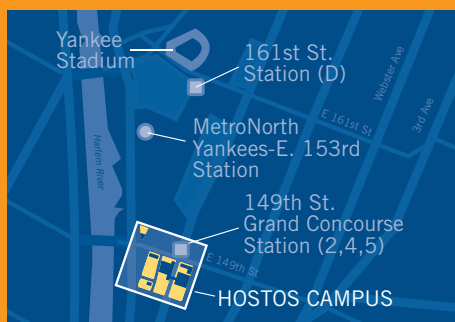 Yankee
Stadium
161st St.
Station (D)
Webster Ave
3rd Ave
E 161st St
MetroNorth
Yankees-E. 153rd
Station
Harlem River
149th St.
Grand Concourse
Station (2,4,5)
E 149th St
HOSTOS CAMPUS